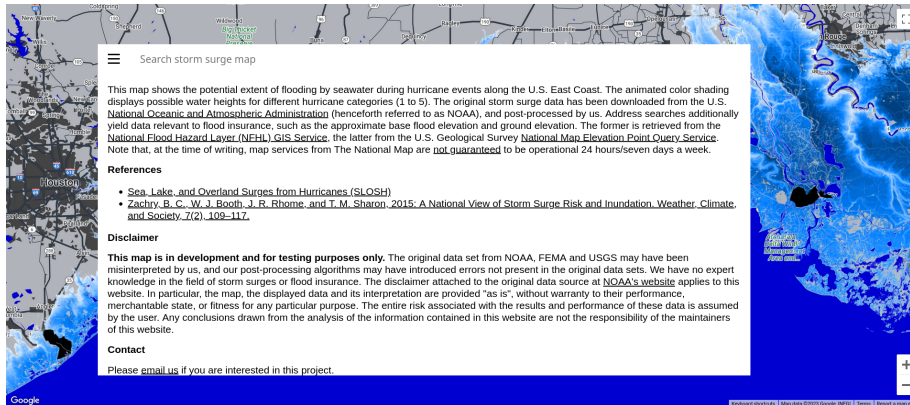 Search storm surge map
This map shows the potential extent of flooding by seawater during hurricane events along the U.S. East Coast. The animated color shading
displays possible water heights for different hurricane categories (1 to 5). The original storm surge data has been downloaded from the U.S.
National Oceanic and Atmospheric Administration (henceforth referred to as NOAA), and post-processed by us. Address searches additionally
yield data relevant to flood insurance, such as the approximate base flood elevation and ground elevation. The former is retrieved from the
National Flood Hazard Layer (NFHL) GIS Service, the latter from the U.S. Geological Survey National Map Elevation Point Query Service.
Note that, at the time of writing, map services from The National Map are not guaranteed to be operational 24 hours/seven days a week.
References
Sea, Lake, and Overland Surges from Hurricanes (SLOSH)
Zachry, B. C., W. J. Booth, J. R. Rhome, and T. M. Sharon, 2015: A National View of Storm Surge Risk and Inundation. Weather, Climate,
and Society, 7(2), 109–117.
Disclaimer
This map is in development and for testing purposes only. The original data set from NOAA, FEMA and USGS may have been
misinterpreted by us, and our post-processing algorithms may have introduced errors not present in the original data sets. We have no expert
knowledge in the field of storm surges or flood insurance. The disclaimer attached to the original data source at NOAA's website applies to this
website. In particular, the map, the displayed data and its interpretation are provided "as is", without warranty to their performance,
merchantable state, or fitness for any particular purpose. The entire risk associated with the results and performance of these data is assumed
by the user. Any conclusions drawn from the analysis of the information contained in this website are not the responsibility of the maintainers
of this website.
Contact
Please email us if you are interested in this project.
Houston
Google
Keyboard shortcuts
Map data ©2023 Google, INEGI
Terms